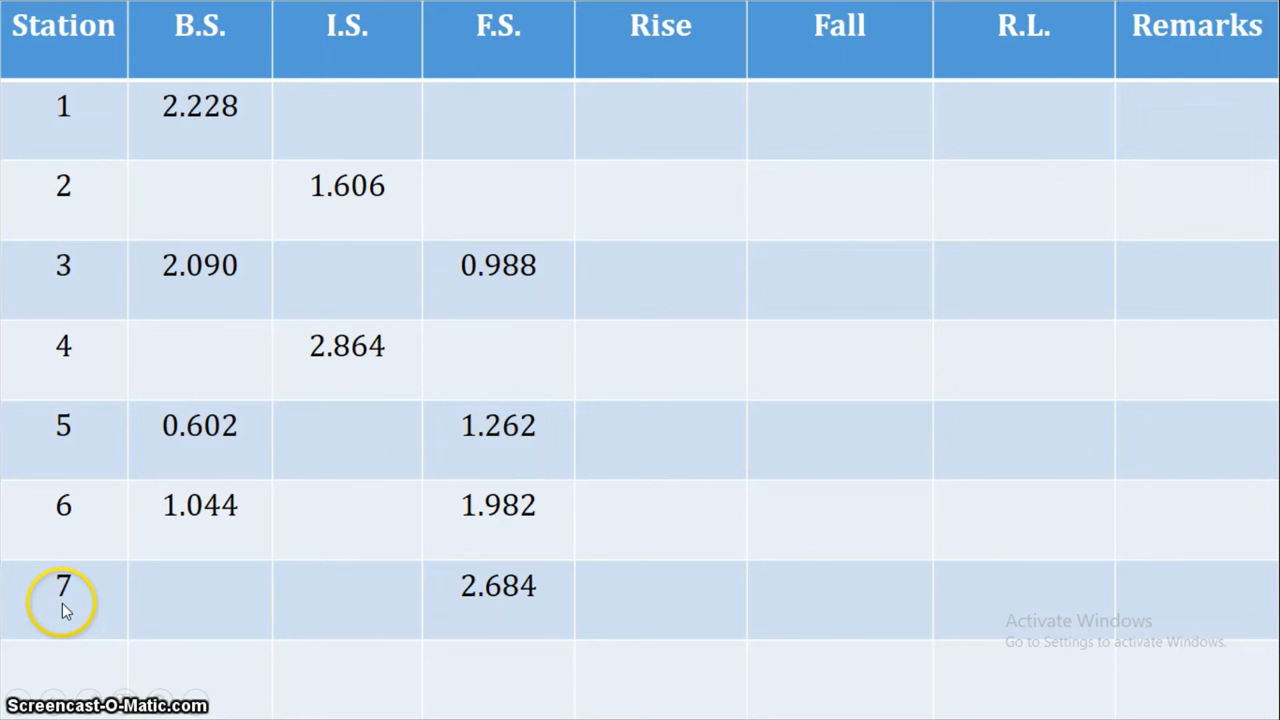 Station B.S. I.S. F.S. Rise Fall R.L. Remarks
1 2.228
2 1.606
3 2.090 0.988
4 2.864
5 0.602 1.262
6 1.044 1.982
7 2.684
Activate Windows
Go to Settings to activate Windows.
Screencast-O-Matic.com